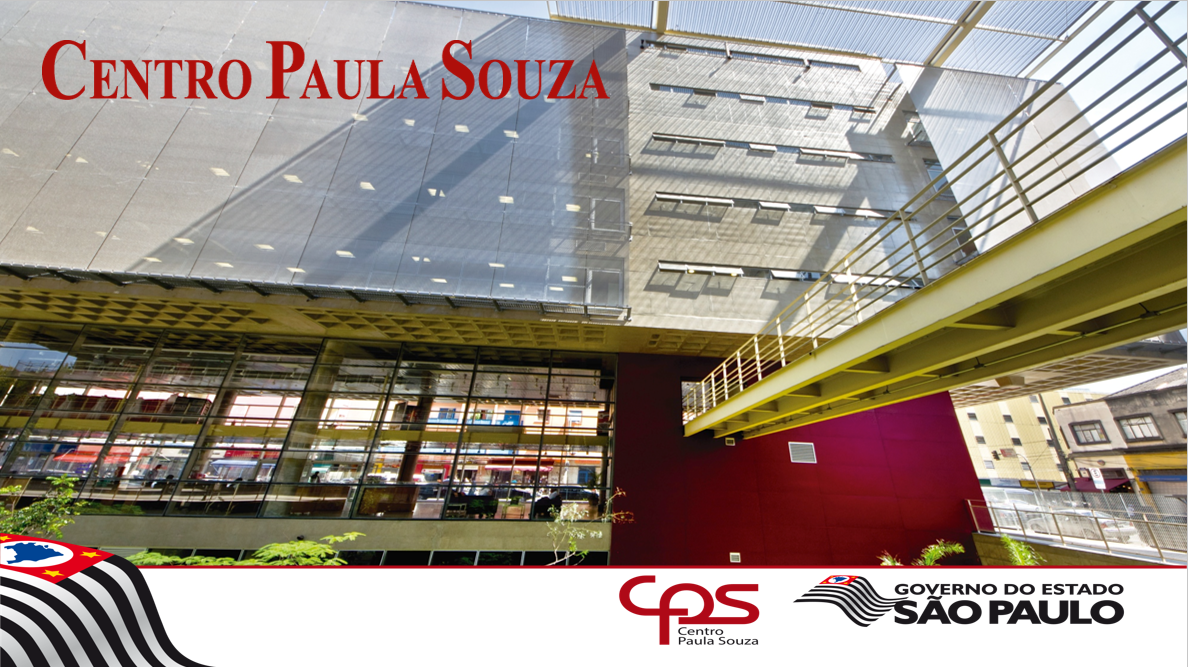 CENTRO PAULA SOUZA
cps
Centro
Paula Souza
GOVERNO DO ESTADO
SÃO PAULO